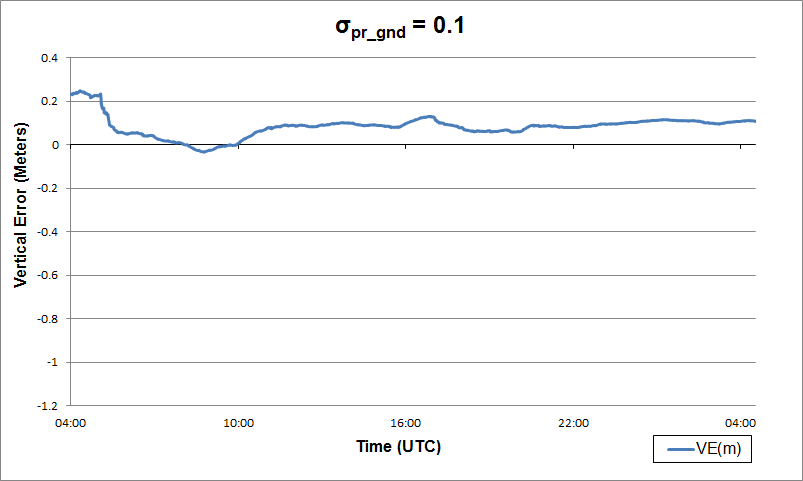 σpr_gnd = 0.1
0.4
0.2
0
-0.2
-0.4
-0.6
-0.8
-1
-1.2
Vertical Error (Meters)
04:00 10:00 16:00 22:00 04:00
Time (UTC)
VE(m)